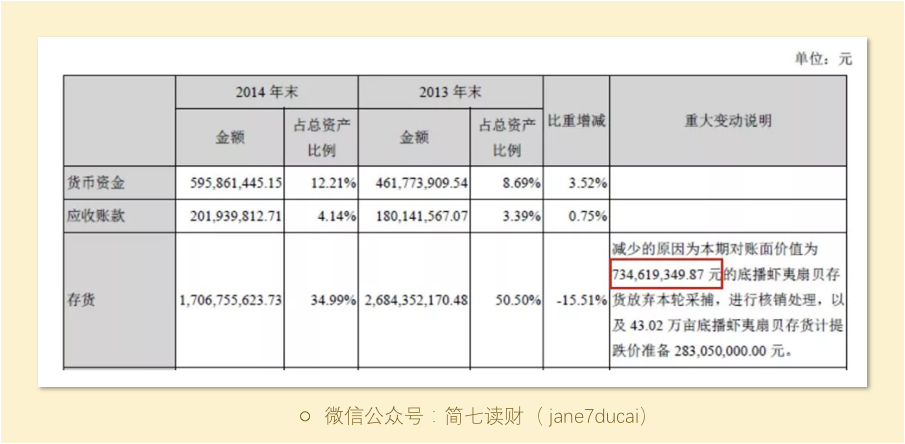 单位：元
2014 年末 2013 年末 比重增减 重大变动说明
金额 占总资产比例 金额 占总资产比例
货币资金 595,861,445.15 12.21% 461,773,909.54 8.69% 3.52%
应收账款 201,939,812.71 4.14% 180,141,567.07 3.39% 0.75%
存货 1,706,755,623.73 34.99% 2,684,352,170.48 50.50% -15.51%
减少的原因为本期对账面价值为
734,619,349.87 元的底播虾夷扇贝存
货放弃本轮采捕，进行核销处理，以
及 43.02 万亩底播虾夷扇贝存货计提
跌价准备 283,050,000.00 元。
微信公众号：简七读财（jane7ducai）